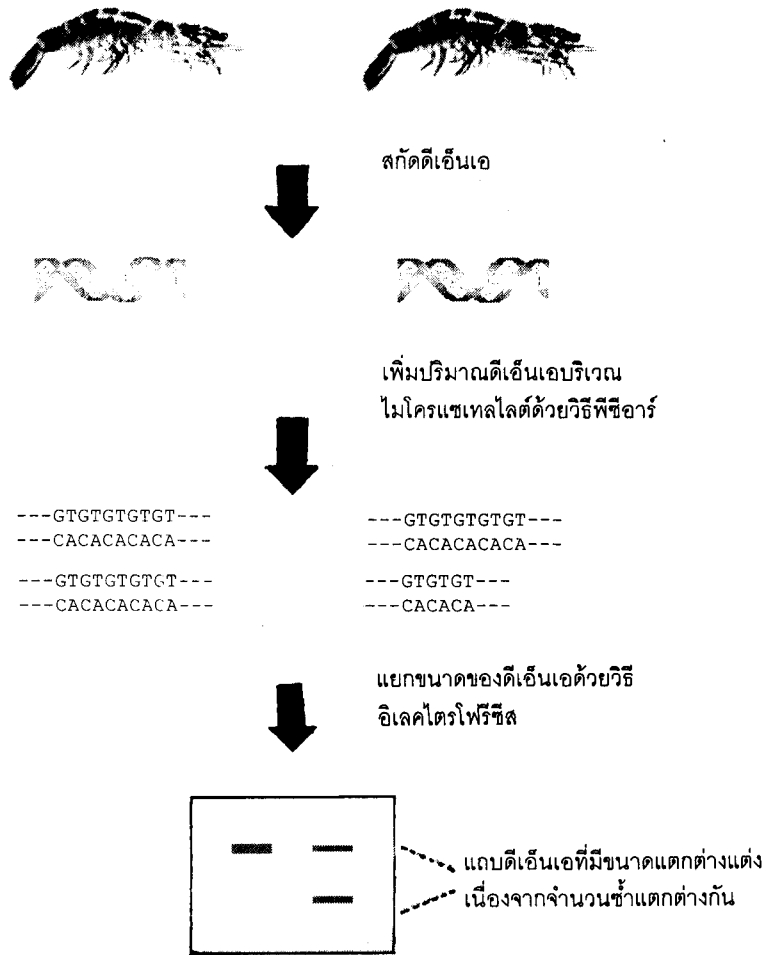 สกัดดีเอ็นเอ
เพิ่มปริมาณดีเอ็นเอบริเวณ
ไมโครแซเทลไลต์ด้วยวิธีพีซีอาร์
---GTGTGTGTGT---
---CACACACACA---
---GTGTGTGTGT---
---CACACACACA---
---GTGTGTGTGT---
---CACACACACA---
---GTGTGT---
---CACACA---
แยกขนาดของดีเอ็นเอด้วยวิธี
อิเลคไตรโฟรีซีส
แถบดีเอ็นเอที่มีขนาดแตกต่างแต่ง
เนื่องจากจำนวนซ้ำแตกต่างกัน